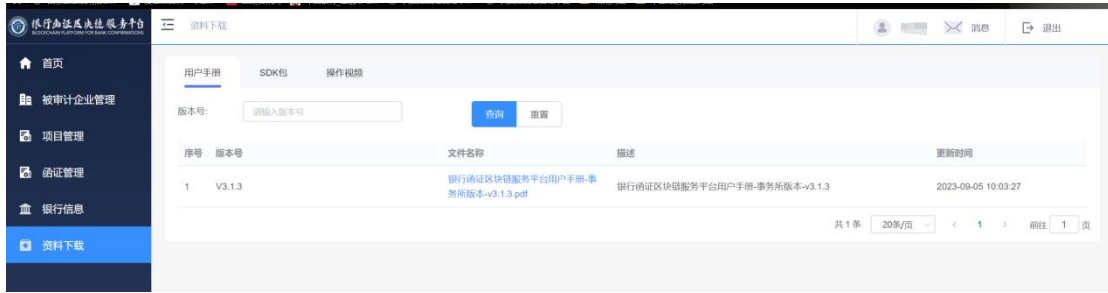 银行函证区块链服务平台
BLOCKCHAIN PLATFORM FOR BANK CONFIRMATIONS
资料下载
消息
退出
首页
被审计企业管理
项目管理
函证管理
银行信息
资料下载
用户手册 SDK包 操作视频
版本号: 请输入版本号 查询 重置
序号 版本号 文件名称 描述 更新时间
1 V3.1.3 银行函证区块链服务平台用户手册-事 银行函证区块链服务平台用户手册-事务所版本-v3.1.3 2023-09-05 10:03:27
务所版本-v3.1.3.pdf
共 1 条 20条/页 < 1 > 前往 1 页